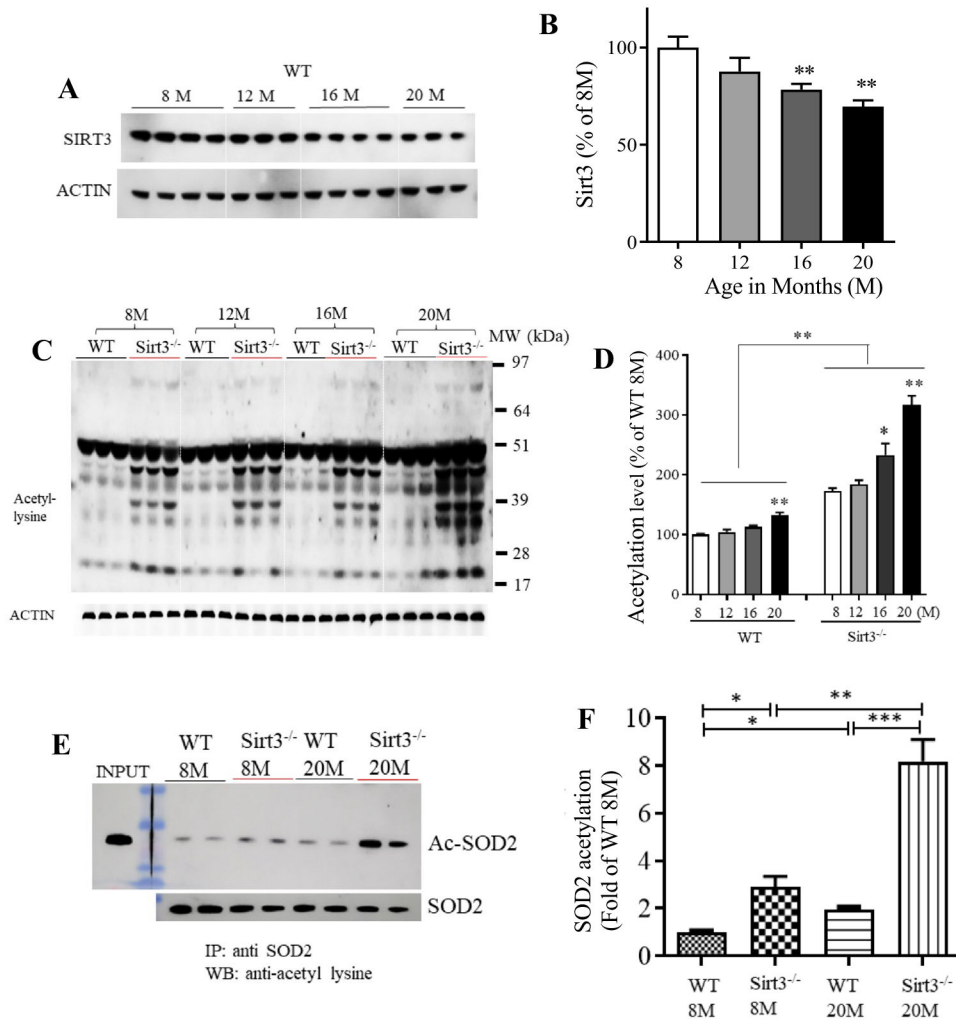 A
WT
8 M 12 M 16 M 20 M
SIRT3
ACTIN
B
Sirt3 (% of 8M)
100
50
0
** **
8 12 16 20
Age in Months (M)
C
8M 12M 16M 20M
WT Sirt3-/- WT Sirt3-/- WT Sirt3-/- WT Sirt3-/-
MW (kDa)
97
64
51
39
28
17
Acetyl-
lysine
ACTIN
D
Acetylation level (% of WT 8M)
400
300
200
100
0
**
**
*
**
8 12 16 20 8 12 16 20 (M)
WT Sirt3-/-
E
INPUT
WT Sirt3-/- WT Sirt3-/-
8M 8M 20M 20M
Ac-SOD2
SOD2
IP: anti SOD2
WB: anti-acetyl lysine
F
SOD2 acetylation
(Fold of WT 8M)
10
8
6
4
2
0
* **
* ***
WT Sirt3-/- WT Sirt3-/-
8M 8M 20M 20M